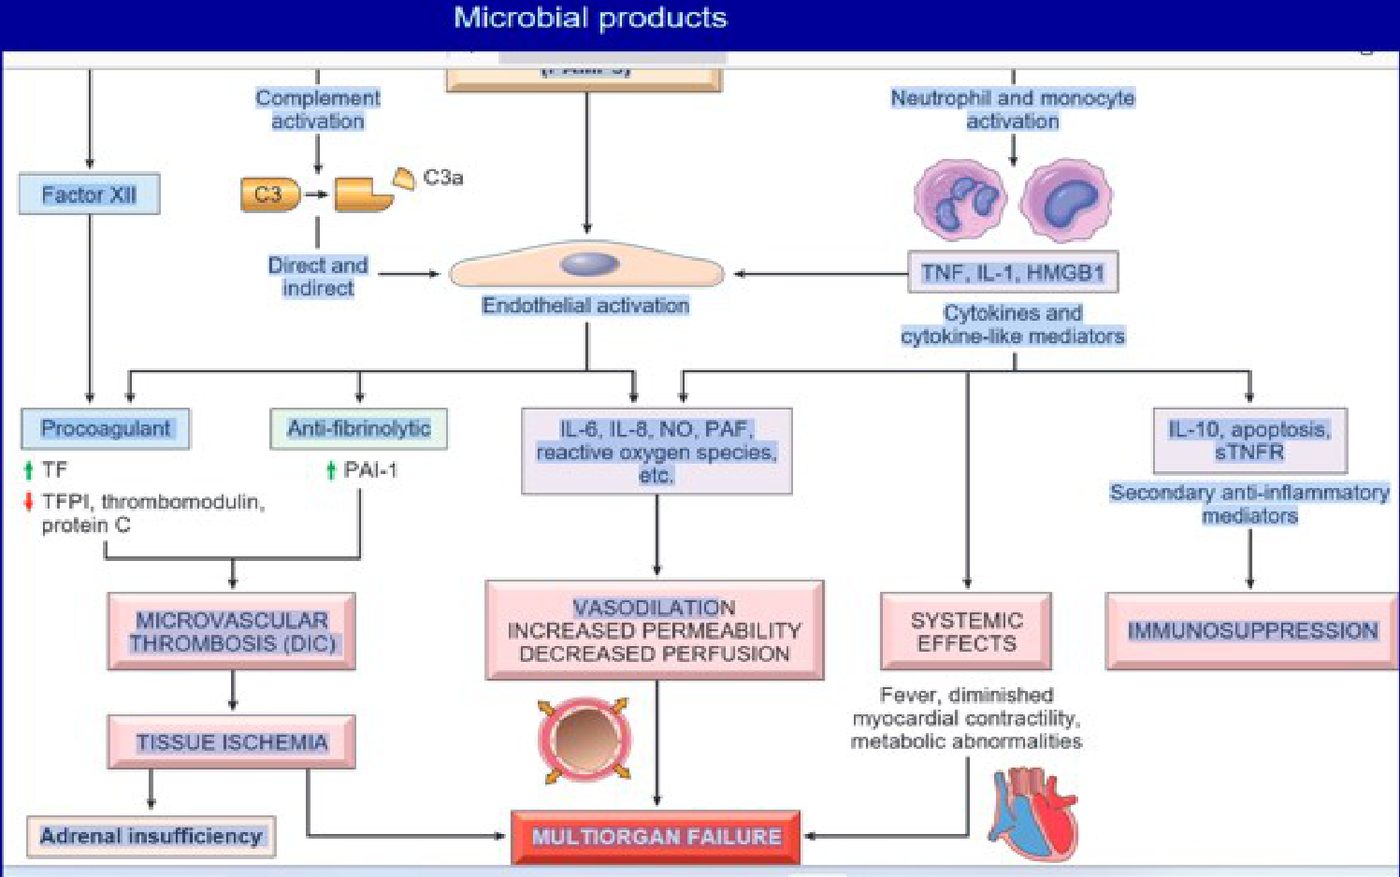 Microbial products
Complement
activation
Neutrophil and monocyte
activation
Factor XII
C3
C3a
Direct and
indirect
Endothelial activation
TNF, IL-1, HMGB1
Cytokines and
cytokine-like mediators
Procoagulant
TF
TFPI, thrombomodulin,
protein C
Anti-fibrinolytic
PAI-1
IL-6, IL-8, NO, PAF,
reactive oxygen species,
etc.
IL-10, apoptosis,
sTNFR
Secondary anti-inflammatory
mediators
MICROVASCULAR
THROMBOSIS (DIC)
VASODILATION
INCREASED PERMEABILITY
DECREASED PERFUSION
SYSTEMIC
EFFECTS
IMMUNOSUPPRESSION
Fever, diminished
myocardial contractility,
metabolic abnormalities
TISSUE ISCHEMIA
Adrenal insufficiency
MULTIORGAN FAILURE